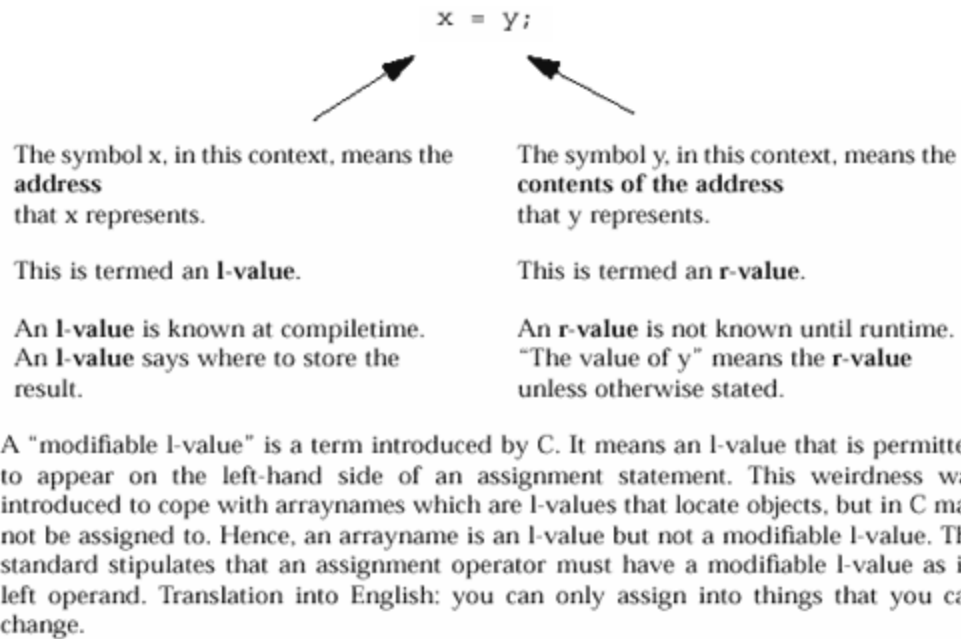 x = y;
The symbol x, in this context, means the
address
that x represents.
This is termed an l-value.
An l-value is known at compiletime.
An l-value says where to store the
result.
The symbol y, in this context, means the
contents of the address
that y represents.
This is termed an r-value.
An r-value is not known until runtime.
“The value of y” means the r-value
unless otherwise stated.
A “modifiable l-value” is a term introduced by C. It means an l-value that is permitte
to appear on the left-hand side of an assignment statement. This weirdness wa
introduced to cope with arraynames which are l-values that locate objects, but in C ma
not be assigned to. Hence, an arrayname is an l-value but not a modifiable l-value. Th
standard stipulates that an assignment operator must have a modifiable l-value as i
left operand. Translation into English: you can only assign into things that you ca
change.